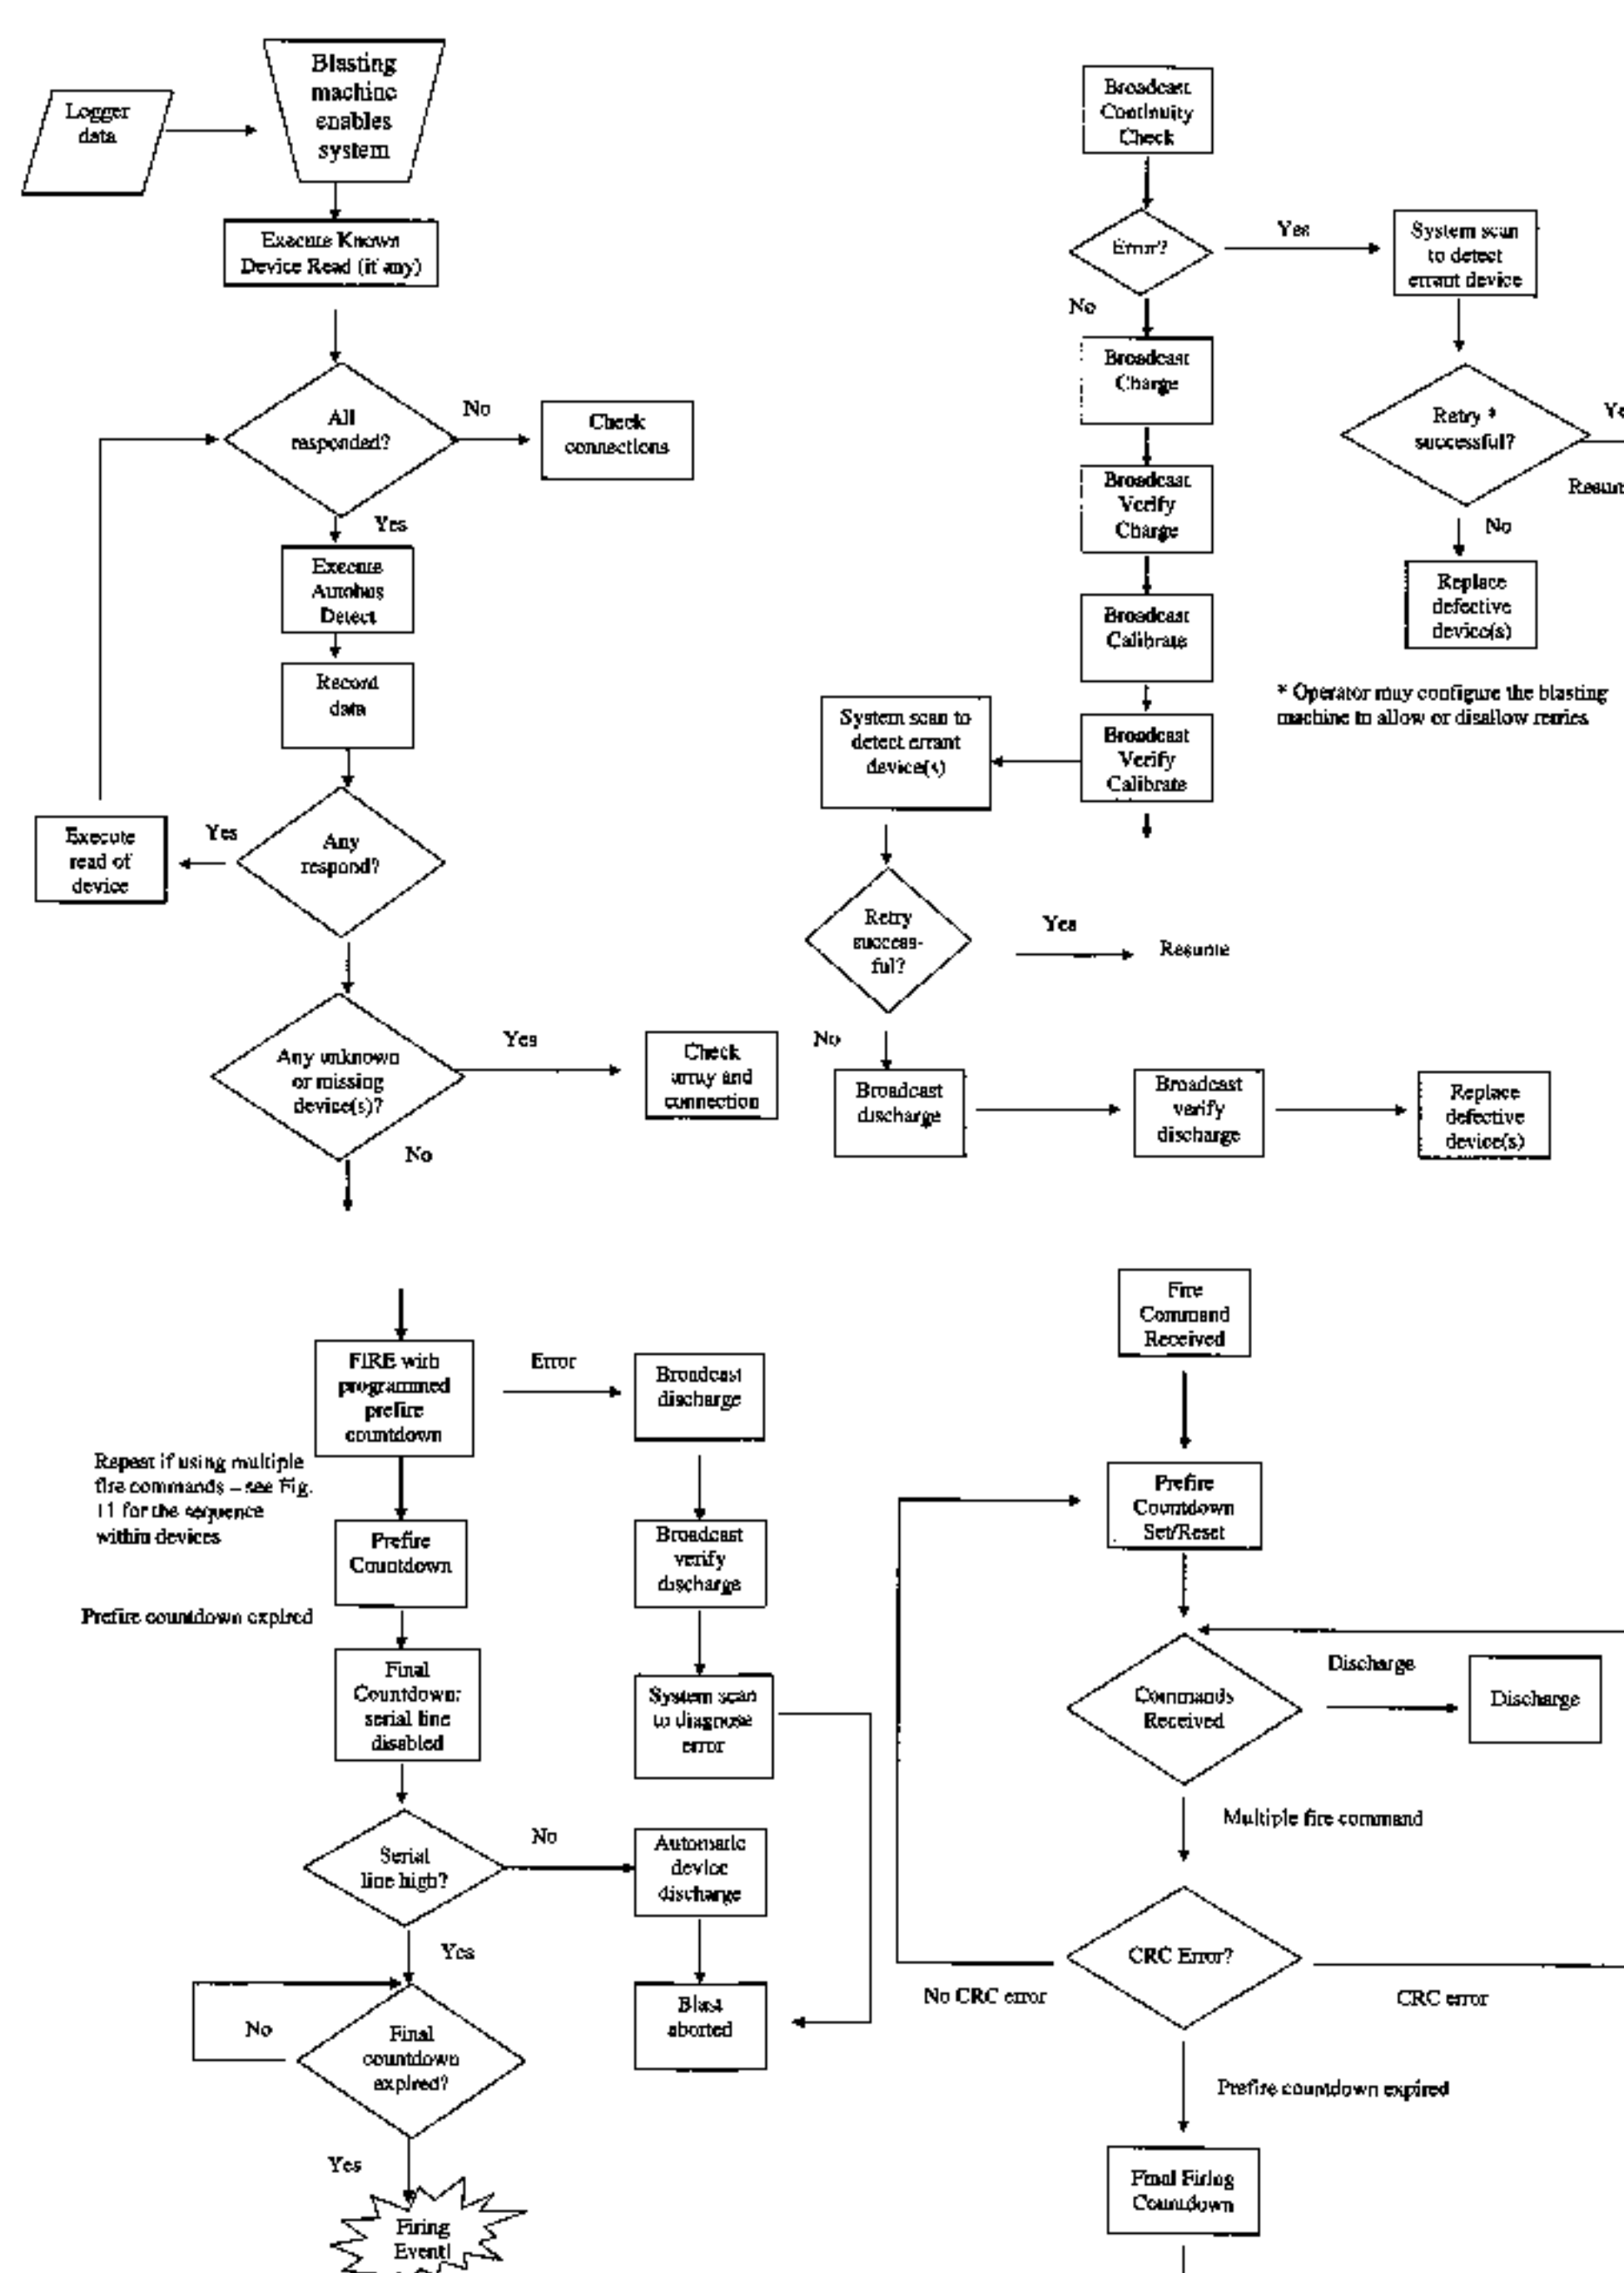 Logger
data
Blasting
machine
enables
system
Execute Known
Device Read (if any)
All
responded?
No
Check
connections
Yes
Execute
Autobus
Detect
Record
data
Any
respond?
Yes
Execute
read of
device
Any unknown
or missing
device(s)?
Yes
Check
array and
connection
No
Broadcast
Continuity
Check
Error?
Yes
System scan
to detect
errant device
No
Broadcast
Charge
Retry *
successful?
No
Replace
defective
device(s)
Broadcast
Verify
Charge
Broadcast
Calibrate
* Operator may configure the blasting
machine to allow or disallow retries
Broadcast
Verify
Calibrate
System scan to
detect errant
device(s)
Retry
success-
ful?
Yes
Resume
No
Broadcast
discharge
Broadcast
verify
discharge
Replace
defective
device(s)
FIRE with
programmed
prefire
countdown
Error
Broadcast
discharge
Repeat if using multiple
fire commands – see Fig.
11 for the sequence
within devices
Prefire
Countdown
Broadcast
verify
discharge
Prefire countdown expired
Final
Countdown:
serial line
disabled
System scan
to diagnose
error
Serial
line high?
No
Automatic
device
discharge
Yes
Blast
aborted
No
Final
countdown
expired?
Yes
Firing
Event!
Fire
Command
Received
Prefire
Countdown
Set/Reset
Commands
Received
Discharge
Discharge
Multiple fire command
CRC Error?
No CRC error
CRC error
Prefire countdown expired
Final Firing
Countdown